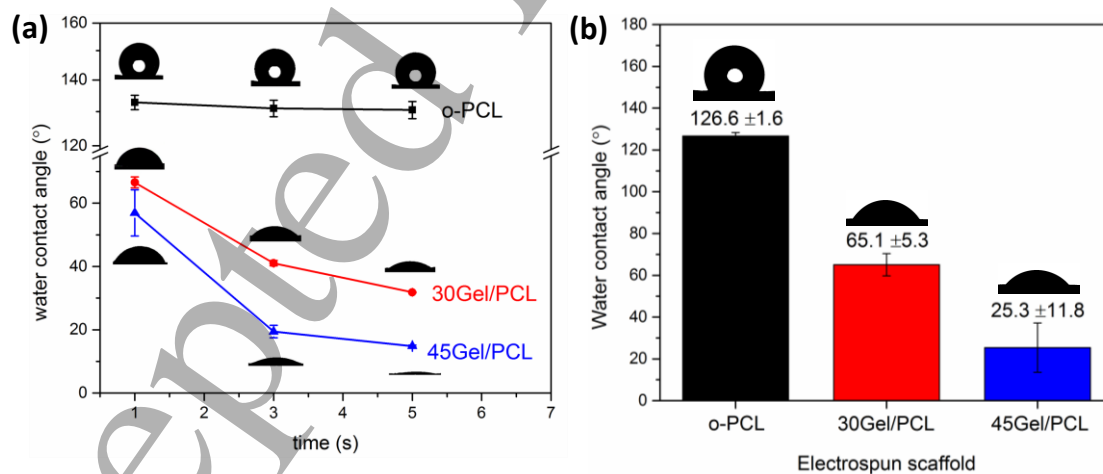 (a)
160
140
120
60
40
20
0
water contact angle (°)
o-PCL
30Gel/PCL
45Gel/PCL
1 2 3 4 5 6 7
time (s)
(b)
180
160
140
120
100
80
60
40
20
0
Water contact angle (°)
126.6 ±1.6
65.1 ±5.3
25.3 ±11.8
o-PCL 30Gel/PCL 45Gel/PCL
Electrospun scaffold
epted